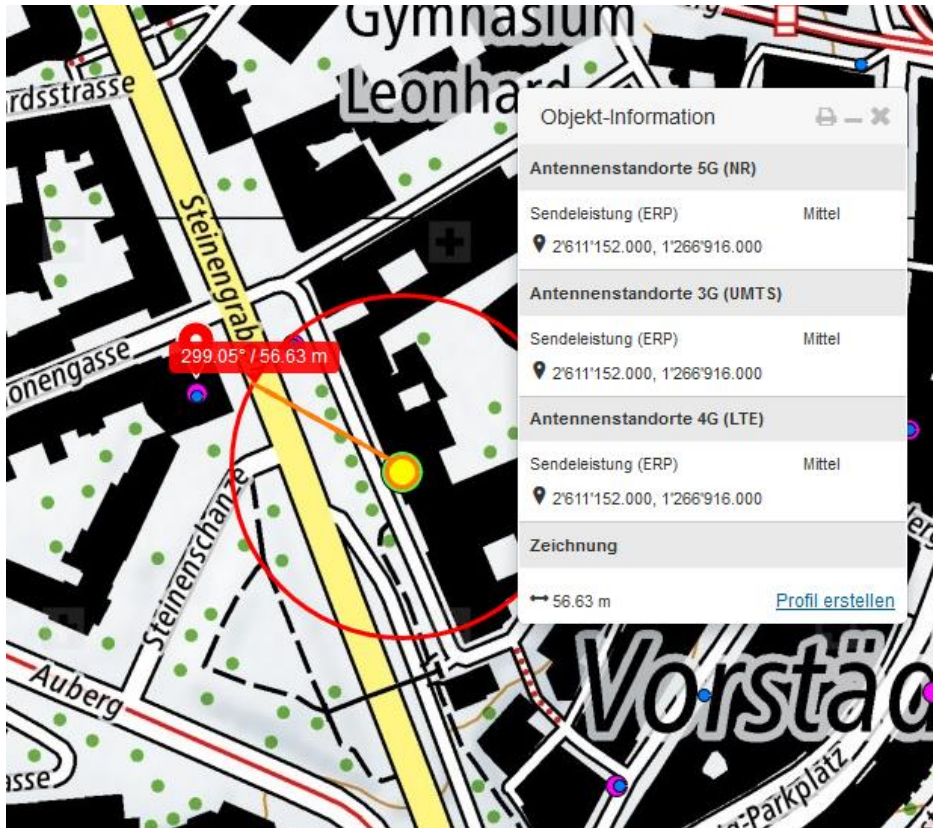 Gymnasium
Leonhard
rdsstrasse
Steinengrab
onengasse
299.05° / 56.63 m
Steinenschanze
Auberg
asse
Vorstäd
g-Parkplatz
Objekt-Information
Antennenstandorte 5G (NR)
Sendeleistung (ERP) Mittel
2'611'152.000, 1'266'916.000
Antennenstandorte 3G (UMTS)
Sendeleistung (ERP) Mittel
2'611'152.000, 1'266'916.000
Antennenstandorte 4G (LTE)
Sendeleistung (ERP) Mittel
2'611'152.000, 1'266'916.000
Zeichnung
56.63 m Profil erstellen